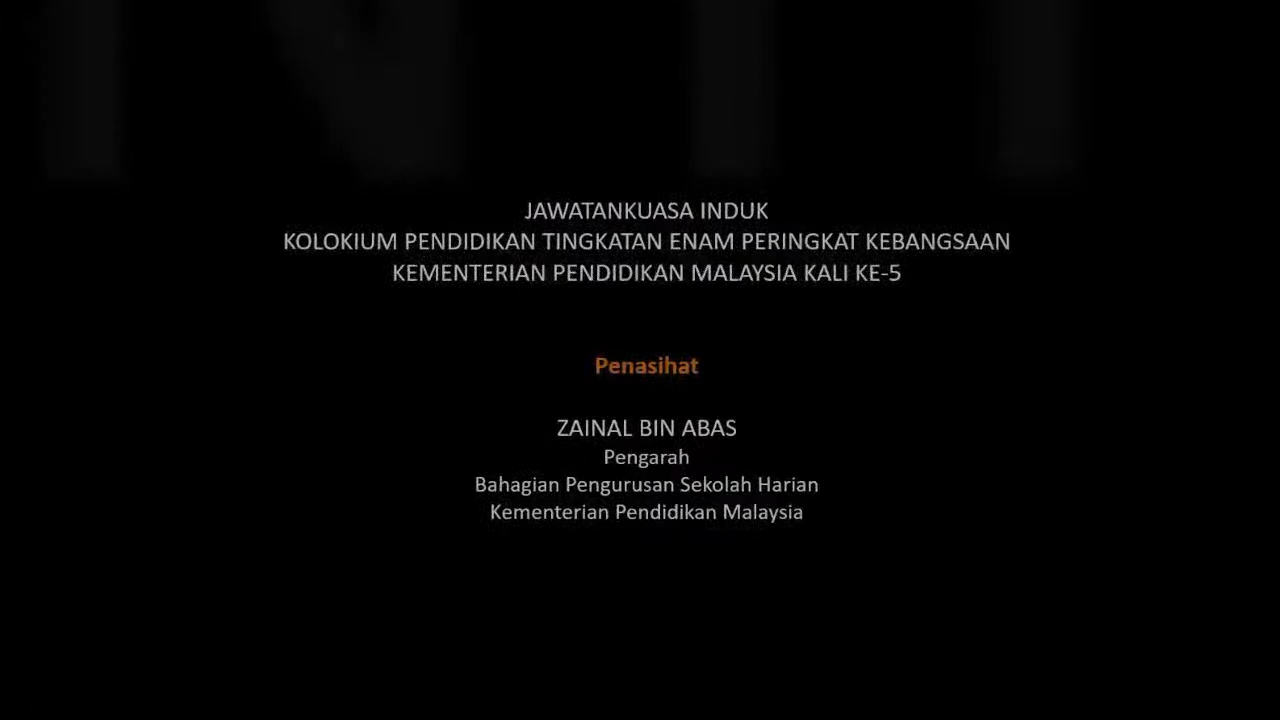 JAWATANKUASA INDUK
KOLOKIUM PENDIDIKAN TINGKATAN ENAM PERINGKAT KEBANGSAAN
KEMENTERIAN PENDIDIKAN MALAYSIA KALI KE-5
Penasihat
ZAINAL BIN ABAS
Pengarah
Bahagian Pengurusan Sekolah Harian
Kementerian Pendidikan Malaysia